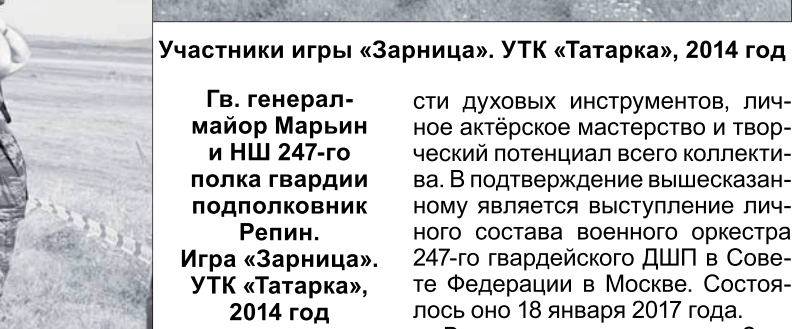 Участники игры «Зарница». УТК «Татарка», 2014 год
Гв. генерал-
майор Марьин
и НШ 247-го
полка гвардии
подполковник
Репин.
Игра «Зарница».
УТК «Татарка»,
2014 год
сти духовых инструментов, лич-
ное актёрское мастерство и твор-
ческий потенциал всего коллекти-
ва. В подтверждение вышесказан-
ному является выступление лич-
ного состава военного оркестра
247-го гвардейского ДШП в Сове-
те Федерации в Москве. Состоя-
лось оно 18 января 2017 года.